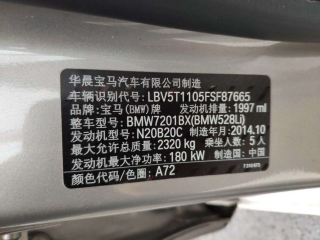 华晨宝马汽车有限公司制造
车辆识别代号: LBV5T1105FSF87665
品牌: 宝马(BMW)牌 发动机排量: 1997 ml
整车型号: BMW7201BX(BMW528Li)
发动机型号: N20B20C 制造年月: 2014.10
最大允许总质量: 2320 kg 乘坐人数: 5 人
发动机最大净功率: 180 kW 制造国: 中国
颜色代码/色圈: A72